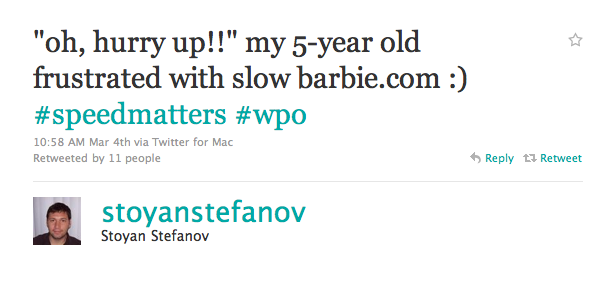 "oh, hurry up!!" my 5-year old
frustrated with slow barbie.com :)
#speedmatters #wpo
10:58 AM Mar 4th via Twitter for Mac
Retweeted by 11 people
Reply Retweet
stoyanstefanov
Stoyan Stefanov